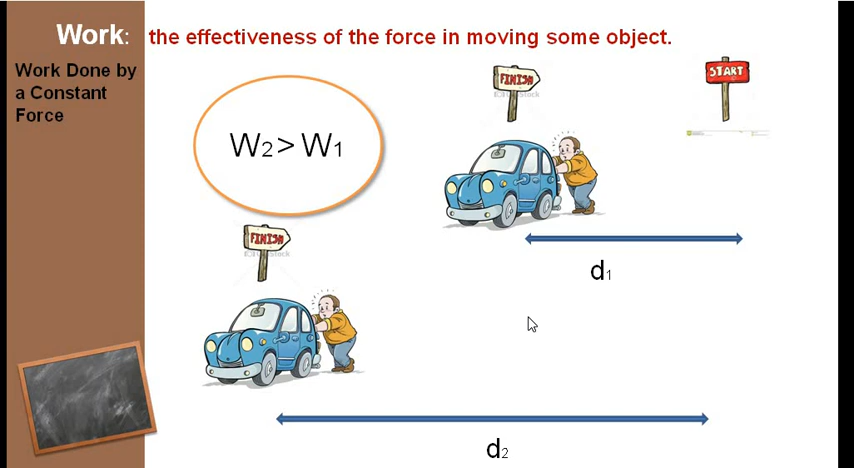 Work: the effectiveness of the force in moving some object.
Work Done by
a Constant
Force
W2 > W1
FINISH
START
d1
FINISH
d2